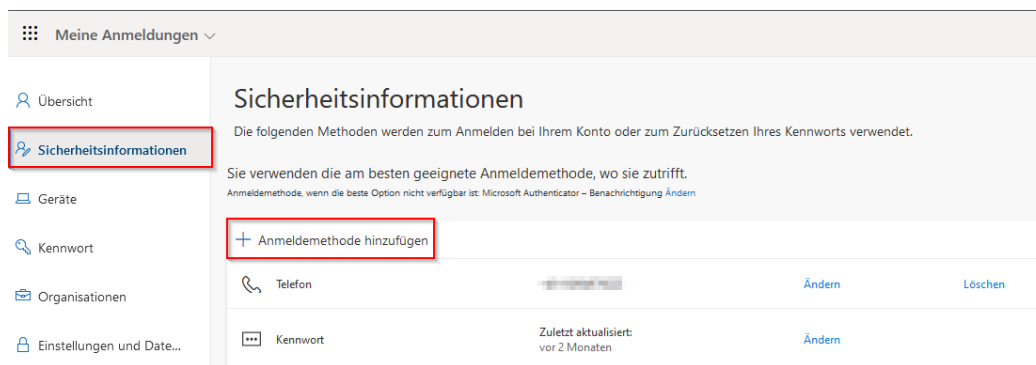 Meine Anmeldungen
Übersicht
Sicherheitsinformationen
Geräte
Kennwort
Organisationen
Einstellungen und Date...
Sicherheitsinformationen
Die folgenden Methoden werden zum Anmelden bei Ihrem Konto oder zum Zurücksetzen Ihres Kennworts verwendet.
Sie verwenden die am besten geeignete Anmeldemethode, wo sie zutrifft.
Anmeldemethode, wenn die beste Option nicht verfügbar ist: Microsoft Authenticator – Benachrichtigung Ändern
+ Anmeldemethode hinzufügen
Telefon Ändern Löschen
Kennwort Zuletzt aktualisiert: Ändern
vor 2 Monaten